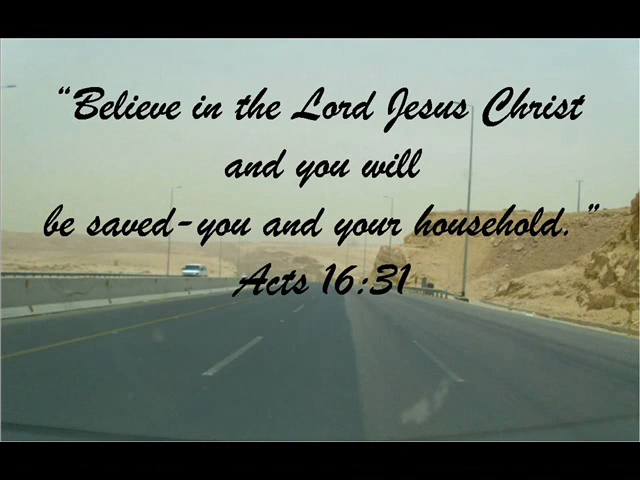 “Believe in the Lord Jesus Christ
and you will
be saved-you and your household.”
Acts 16:31